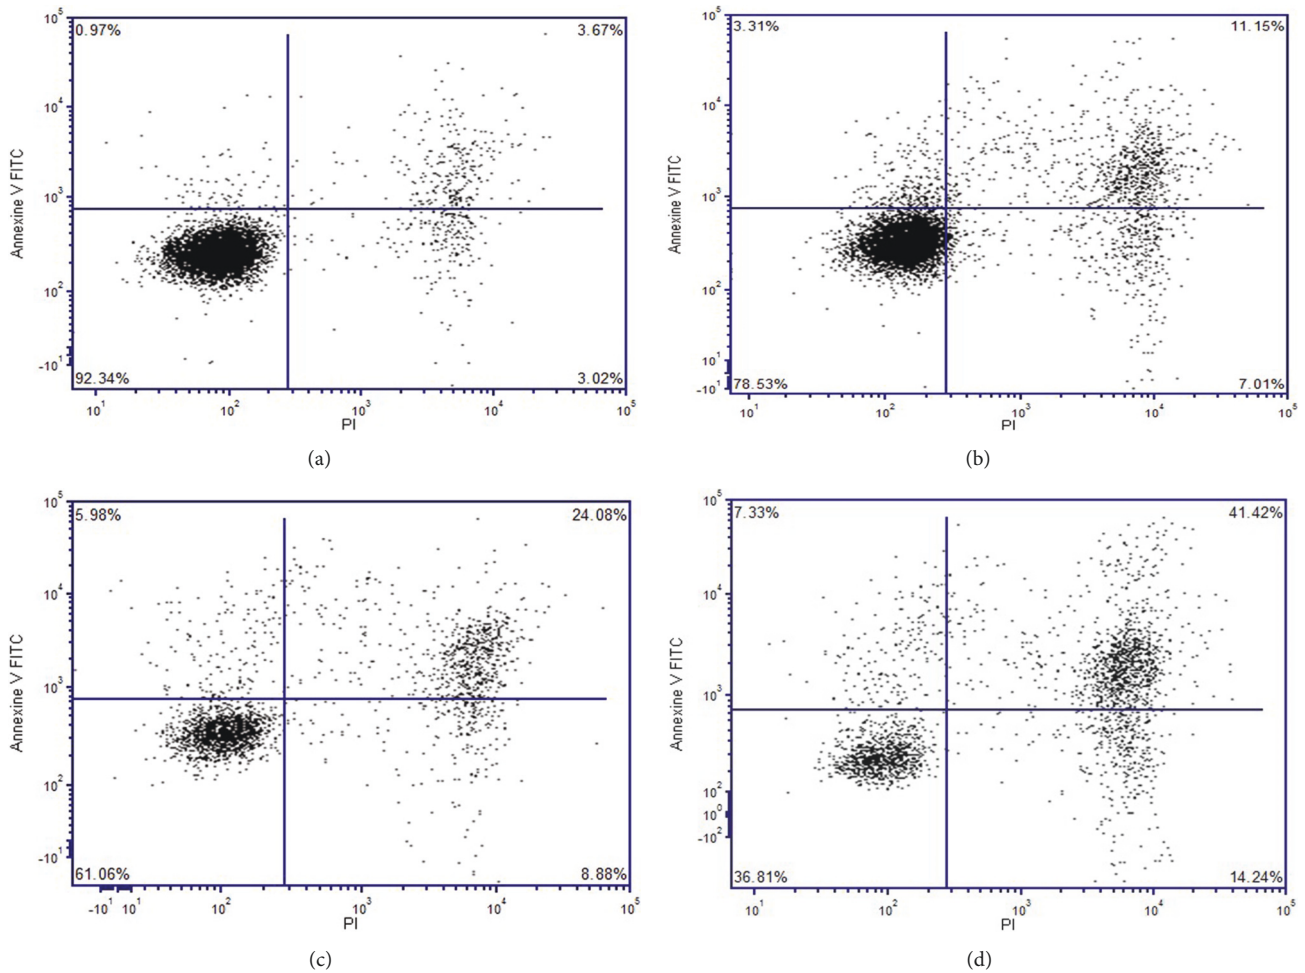 10^5
0.97% 3.67%
10^4
10^3
10^2
-10^1
Annexine V FITC
92.34% 3.02%
10^1 10^2 10^3 10^4 10^5
PI
(a)
10^5
3.31% 11.15%
10^4
10^3
10^2
10^1
-10^1
Annexine V FITC
78.53% 7.01%
10^1 10^2 10^3 10^4 10^5
PI
(b)
10^5
5.98% 24.08%
10^4
10^3
10^2
-10^1
Annexine V FITC
61.06% 8.88%
-10^1 10^1 10^2 10^3 10^4 10^5
PI
(c)
10^5
7.33% 41.42%
10^4
10^3
10^2
10^0
-10^2
Annexine V FITC
36.81% 14.24%
10^1 10^2 10^3 10^4 10^5
PI
(d)